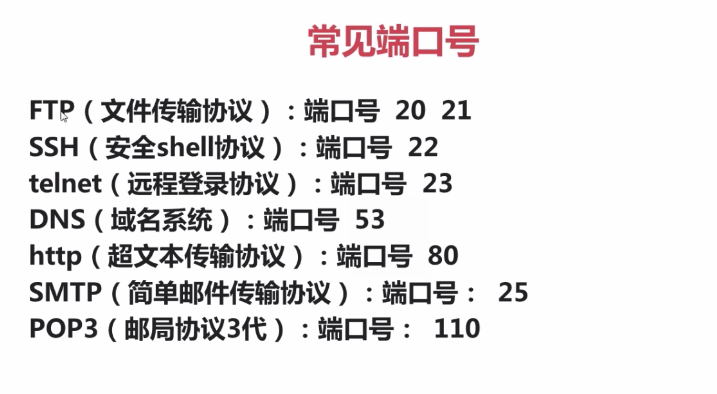 常见端口号
FTP（文件传输协议）：端口号 20 21
SSH（安全shell协议）：端口号 22
telnet（远程登录协议）：端口号 23
DNS（域名系统）：端口号 53
http（超文本传输协议）：端口号 80
SMTP（简单邮件传输协议）：端口号： 25
POP3（邮局协议3代）：端口号： 110